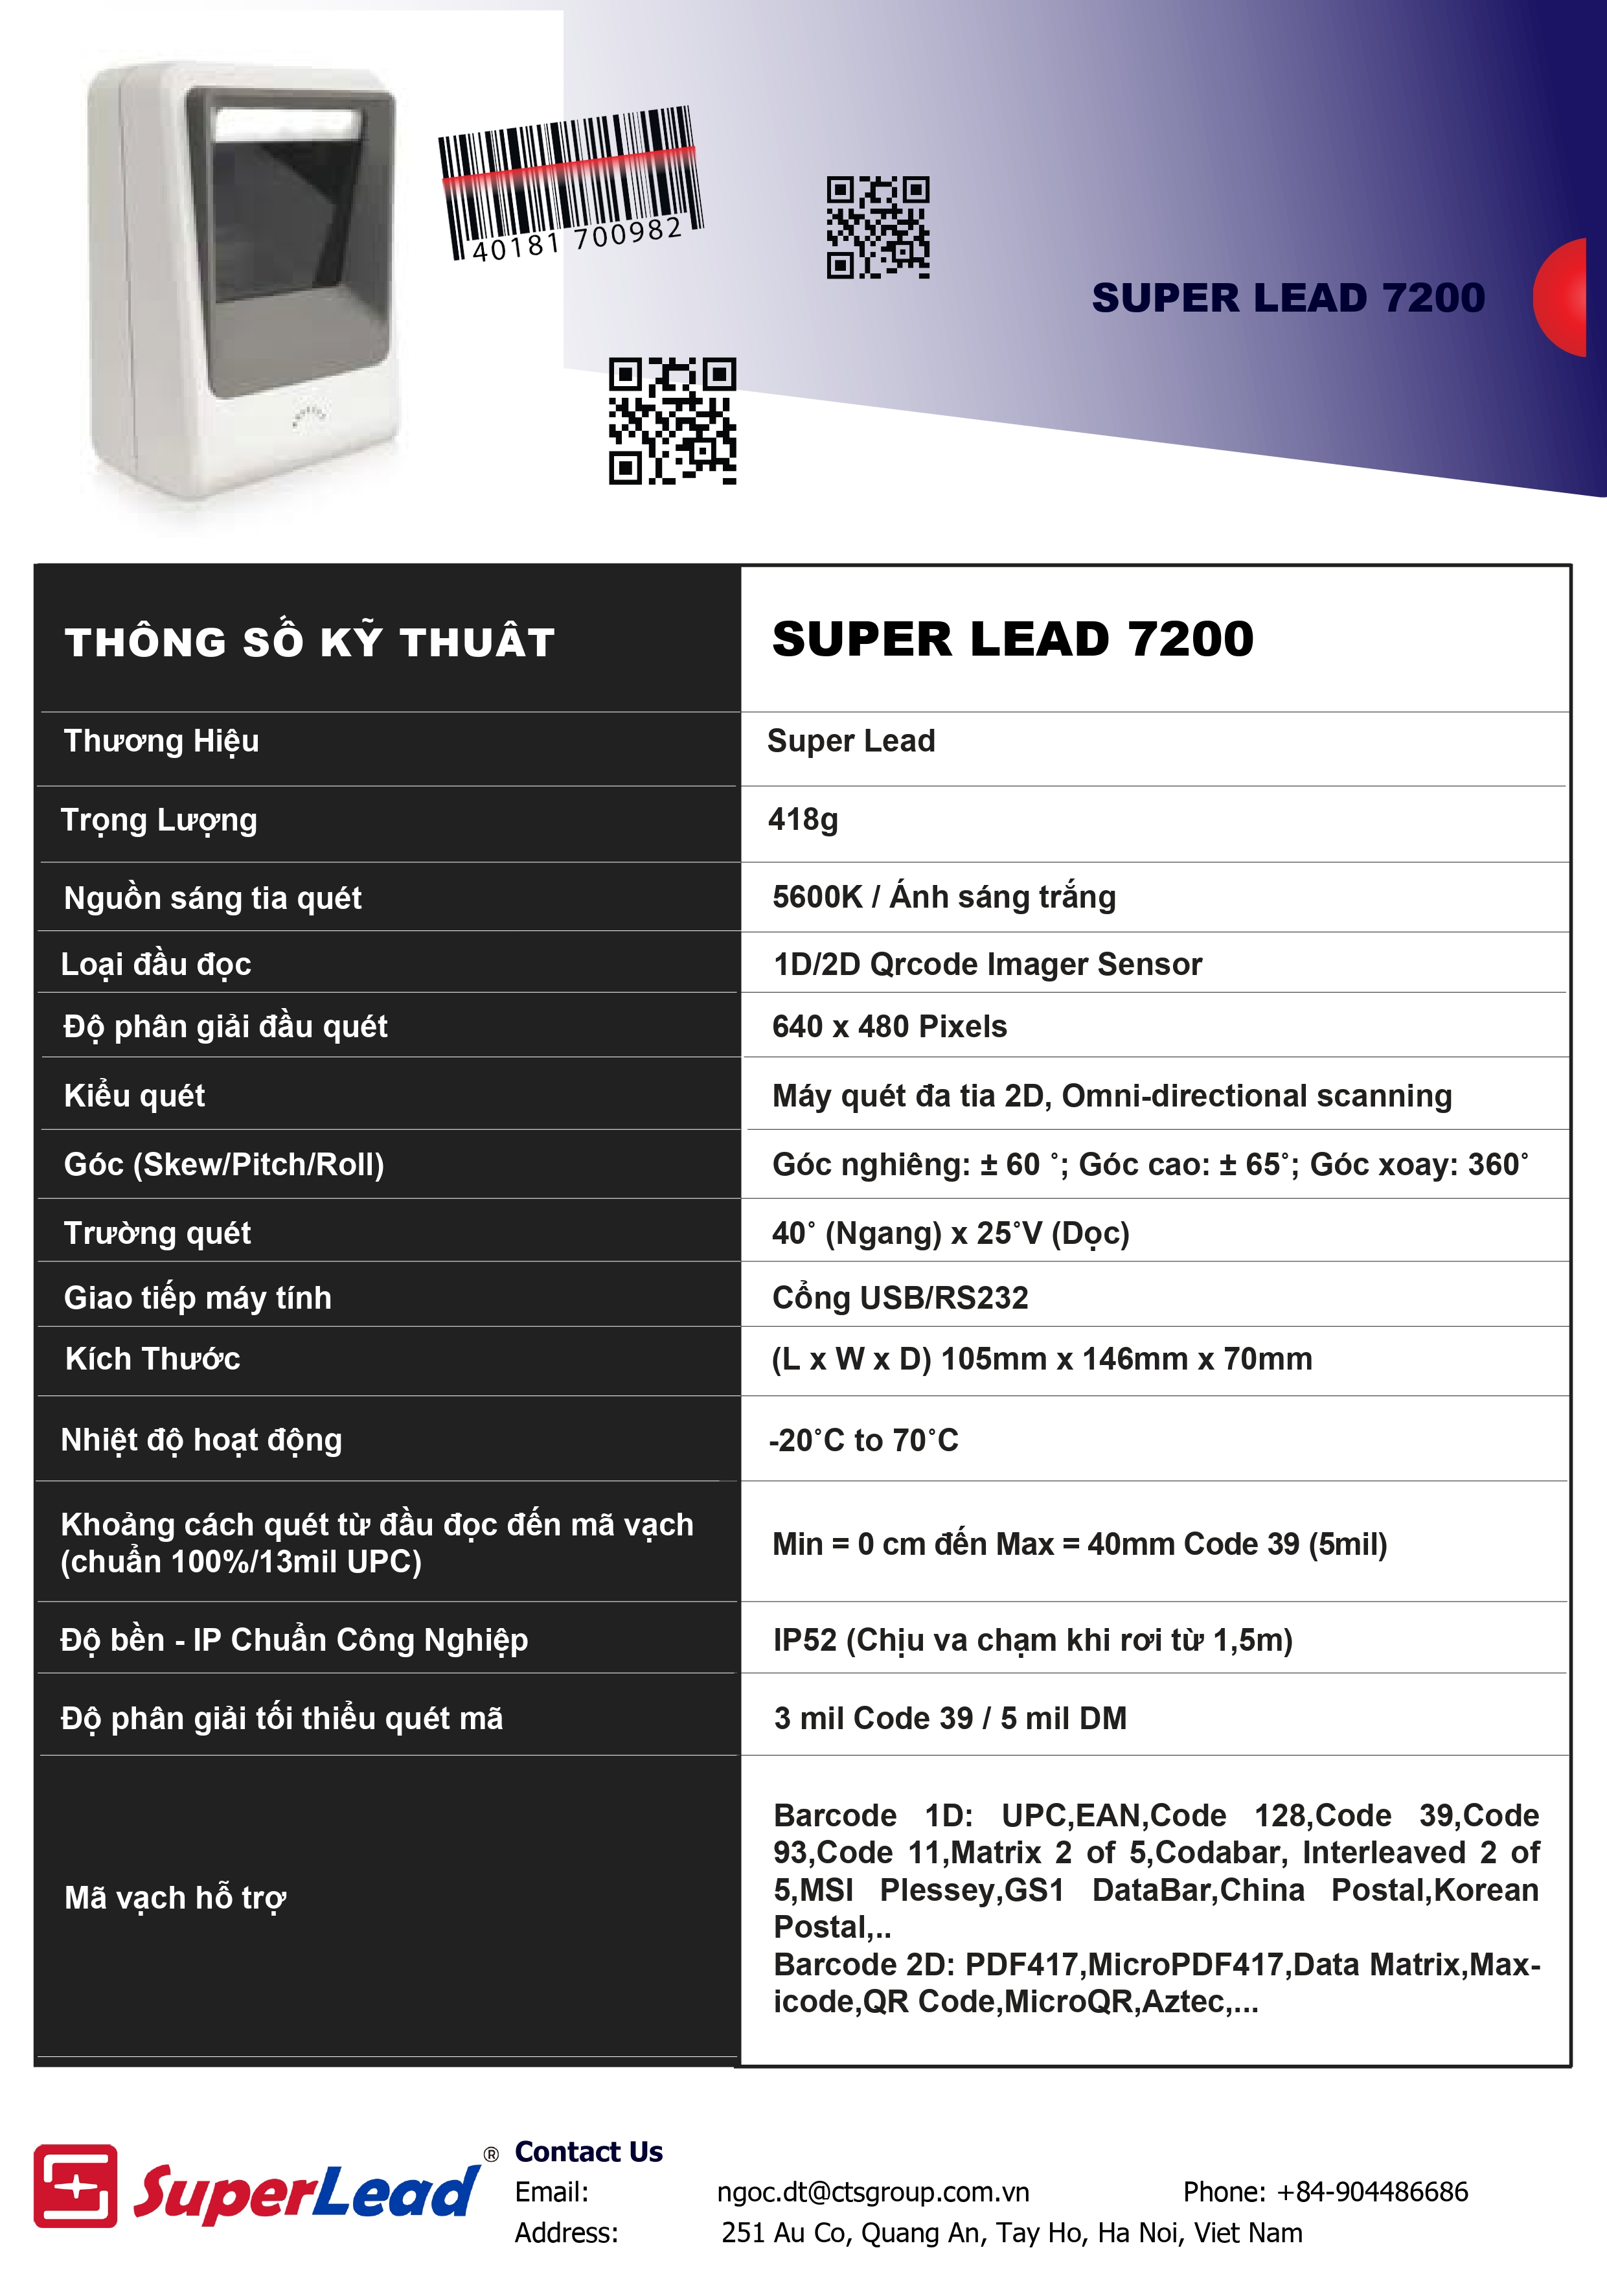 40181 700982
SUPER LEAD 7200
THÔNG SỐ KỸ THUÂT
SUPER LEAD 7200
Thương Hiệu
Super Lead
Trọng Lượng
418g
Nguồn sáng tia quét
5600K / Ánh sáng trắng
Loại đầu đọc
1D/2D Qrcode Imager Sensor
Độ phân giải đầu quét
640 x 480 Pixels
Kiểu quét
Máy quét đa tia 2D, Omni-directional scanning
Góc (Skew/Pitch/Roll)
Góc nghiêng: ± 60 ˚; Góc cao: ± 65˚; Góc xoay: 360˚
Trường quét
40˚ (Ngang) x 25˚V (Dọc)
Giao tiếp máy tính
Cổng USB/RS232
Kích Thước
(L x W x D) 105mm x 146mm x 70mm
Nhiệt độ hoạt động
-20˚C to 70˚C
Khoảng cách quét từ đầu đọc đến mã vạch
(chuẩn 100%/13mil UPC)
Min = 0 cm đến Max = 40mm Code 39 (5mil)
Độ bền - IP Chuẩn Công Nghiệp
IP52 (Chịu va chạm khi rơi từ 1,5m)
Độ phân giải tối thiểu quét mã
3 mil Code 39 / 5 mil DM
Mã vạch hỗ trợ
Barcode 1D: UPC,EAN,Code 128,Code 39,Code
93,Code 11,Matrix 2 of 5,Codabar, Interleaved 2 of
5,MSI Plessey,GS1 DataBar,China Postal,Korean
Postal,..
Barcode 2D: PDF417,MicroPDF417,Data Matrix,Max-
icode,QR Code,MicroQR,Aztec,...
SuperLead ®
Contact Us
Email: ngoc.dt@ctsgroup.com.vn Phone: +84-904486686
Address: 251 Au Co, Quang An, Tay Ho, Ha Noi, Viet Nam